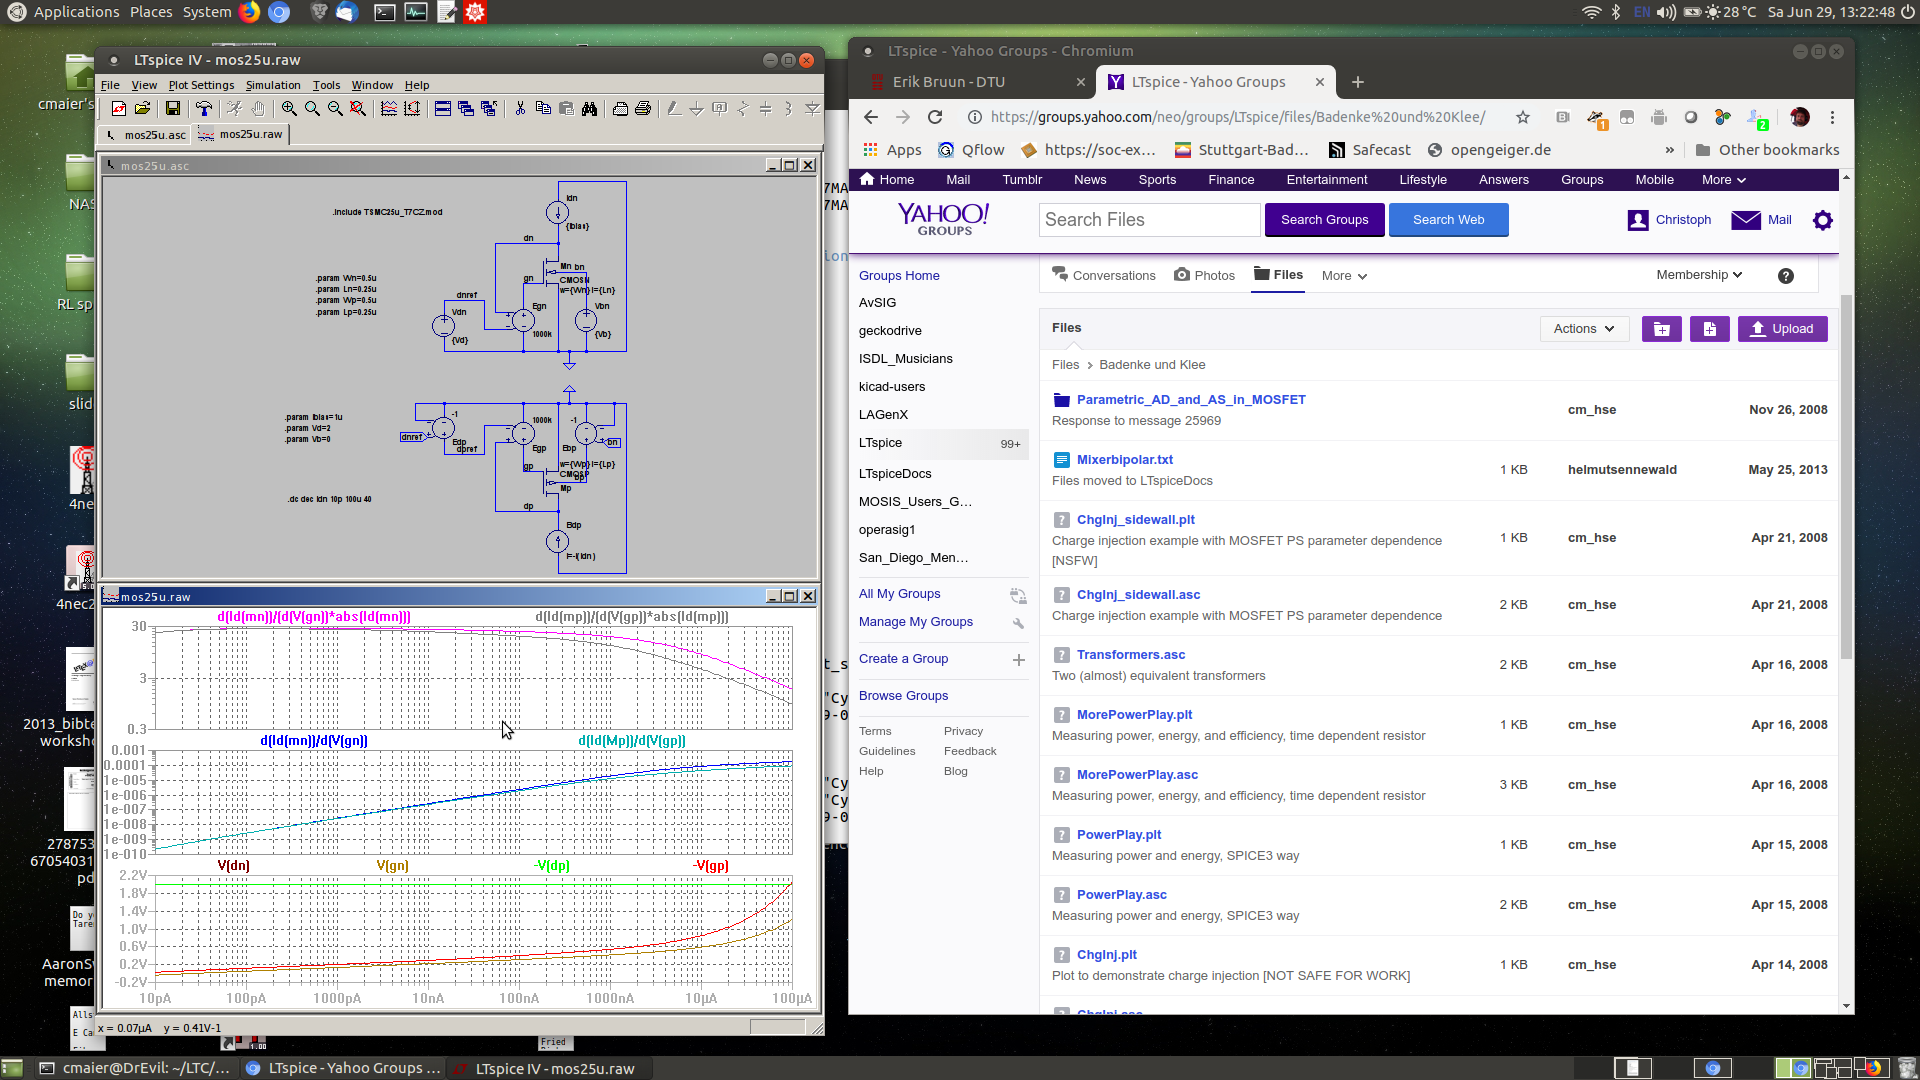 Applications Places System
EN 28 °C Sa Jun 29, 13:22:48
cmaier's
NAS
RL sp
slid
4ne
4nec2
2013_bibte
worksho
278753
67054031
pd
Do yo
Tare
AaronSw
memor
Alls
E Ca
Fried
LTspice IV - mos25u.raw
File View Plot Settings Simulation Tools Window Help
mos25u.asc mos25u.raw
mos25u.asc
.include TSMC25u_T7CZ.mod
.param Wn=0.5u
.param Ln=0.25u
.param Wp=0.5u
.param Lp=0.25u
Idn
{Ibias}
dn
gn
Mn bn
CMOSN
w={Wn} l={Ln}
dnref
Vdn
{Vd}
Egn
1000k
Vbn
{Vb}
.param Ibias=1u
.param Vd=2
.param Vb=0
-1
dnref
Edp
dpref
1000k
Egp
-1
Ebp
bn
w={Wp} l={Lp}
CMOSP
bp
gp
Mp
dp
Bidp
I=-I(Idn)
.dc dec Idn 10p 100u 40
mos25u.raw
d(Id(mn))/(d(V(gn))*abs(Id(mn))) d(Id(mp))/(d(V(gp))*abs(Id(mp)))
30
3
0.3
d(Id(mn))/d(V(gn)) d(Id(Mp))/d(V(gp))
0.001
0.0001
1e-005
1e-006
1e-007
1e-008
1e-009
1e-010
V(dn) V(gn) -V(dp) -V(gp)
2.2V
1.8V
1.4V
1.0V
0.6V
0.2V
-0.2V
10pA 100pA 1000pA 10nA 100nA 1000nA 10µA 100µA
x = 0.07µA y = 0.41V-1
LTspice - Yahoo Groups - Chromium
Erik Bruun - DTU LTspice - Yahoo Groups
https://groups.yahoo.com/neo/groups/LTspice/files/Badenke%20und%20Klee/
1 2
Apps Qflow https://soc-ex... Stuttgart-Bad... Safecast opengeiger.de » Other bookmarks
Home Mail Tumblr News Sports Finance Entertainment Lifestyle Answers Groups Mobile More
YAHOO!
GROUPS
Search Files Search Groups Search Web Christoph Mail
Groups Home
AvSIG
geckodrive
ISDL_Musicians
kicad-users
LAGenX
LTspice 99+
LTspiceDocs
MOSIS_Users_G...
operasig1
San_Diego_Men...
All My Groups
Manage My Groups
Create a Group
Browse Groups
Terms Privacy
Guidelines Feedback
Help Blog
Conversations Photos Files More Membership
Files Actions Upload
Files > Badenke und Klee
Parametric_AD_and_AS_in_MOSFET cm_hse Nov 26, 2008
Response to message 25969
Mixerbipolar.txt 1 KB helmutsennewald May 25, 2013
Files moved to LTspiceDocs
ChgInj_sidewall.plt 1 KB cm_hse Apr 21, 2008
Charge injection example with MOSFET PS parameter dependence
[NSFW]
ChgInj_sidewall.asc 2 KB cm_hse Apr 21, 2008
Charge injection example with MOSFET PS parameter dependence
Transformers.asc 2 KB cm_hse Apr 16, 2008
Two (almost) equivalent transformers
MorePowerPlay.plt 1 KB cm_hse Apr 16, 2008
Measuring power, energy, and efficiency, time dependent resistor
MorePowerPlay.asc 3 KB cm_hse Apr 16, 2008
Measuring power, energy, and efficiency, time dependent resistor
PowerPlay.plt 1 KB cm_hse Apr 15, 2008
Measuring power and energy, SPICE3 way
PowerPlay.asc 2 KB cm_hse Apr 15, 2008
Measuring power and energy, SPICE3 way
ChgInj.plt 1 KB cm_hse Apr 14, 2008
Plot to demonstrate charge injection [NOT SAFE FOR WORK]
ChgInj.asc
cmaier@DrEvil: ~/LTC/... LTspice - Yahoo Groups ... LTspice IV - mos25u.raw